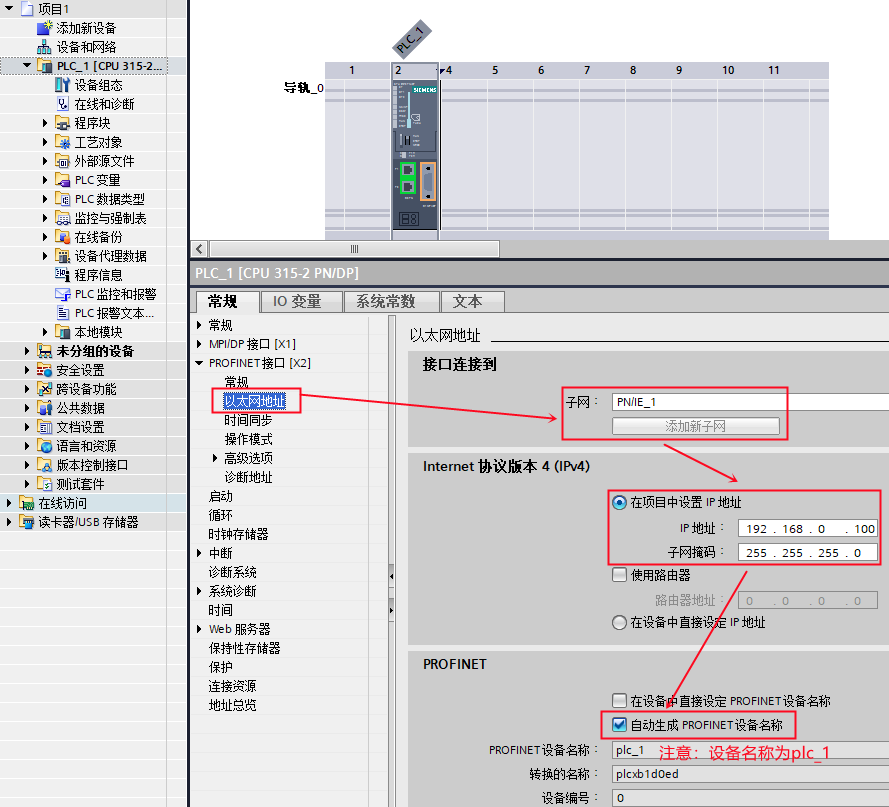 项目1
添加新设备
设备和网络
PLC_1 [CPU 315-2...
设备组态
在线和诊断
程序块
工艺对象
外部源文件
PLC 变量
PLC 数据类型
监控与强制表
在线备份
设备代理数据
程序信息
PLC 监控和报警
PLC 报警文本...
本地模块
未分组的设备
安全设置
跨设备功能
公共数据
文档设置
语言和资源
版本控制接口
测试套件
在线访问
读卡器/USB 存储器
PLC_1
1 2 4 5 6 7 8 9 10 11
导轨_0
SIEMENS
PLC_1 [CPU 315-2 PN/DP]
常规 IO 变量 系统常数 文本
常规
MPI/DP 接口 [X1]
PROFINET接口 [X2]
常规
以太网地址
时间同步
操作模式
高级选项
诊断地址
启动
循环
时钟存储器
中断
诊断系统
系统诊断
时间
Web 服务器
保持性存储器
保护
连接资源
地址总览
以太网地址
接口连接到
子网： PN/IE_1
添加新子网
Internet 协议版本 4 (IPv4)
在项目中设置 IP 地址
IP 地址： 192 . 168 . 0 . 100
子网掩码： 255 . 255 . 255 . 0
使用路由器
路由器地址： 0 . 0 . 0 . 0
在设备中直接设定 IP 地址
PROFINET
在设备中直接设定 PROFINET设备名称
自动生成 PROFINET设备名称
PROFINET设备名称： plc_1 注意：设备名称为plc_1
转换的名称： plcxb1d0ed
设备编号： 0